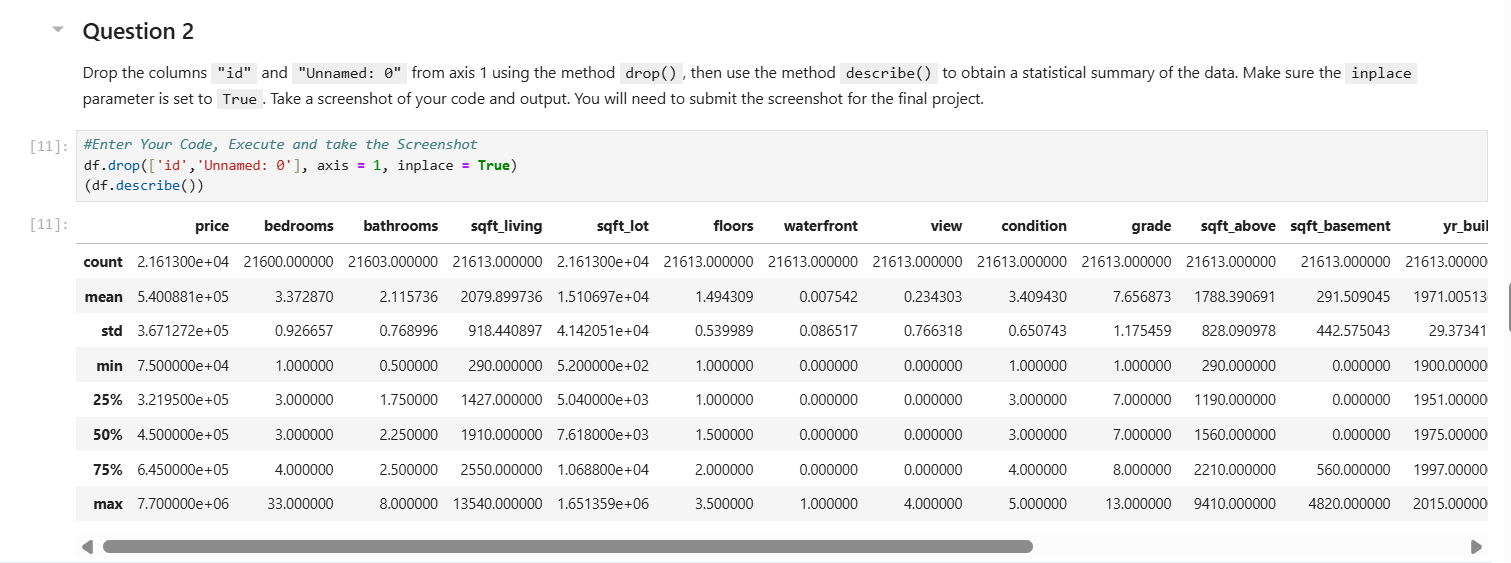 Question 2
Drop the columns "id" and "Unnamed: 0" from axis 1 using the method drop(), then use the method describe() to obtain a statistical summary of the data. Make sure the inplace
parameter is set to True. Take a screenshot of your code and output. You will need to submit the screenshot for the final project.
[11]: #Enter Your Code, Execute and take the Screenshot
df.drop(['id','Unnamed: 0'], axis = 1, inplace = True)
(df.describe())
[11]: price bedrooms bathrooms sqft_living sqft_lot floors waterfront view condition grade sqft_above sqft_basement yr_buil
count 2.161300e+04 21600.000000 21603.000000 21613.000000 2.161300e+04 21613.000000 21613.000000 21613.000000 21613.000000 21613.000000 21613.000000 21613.000000 21613.00000
mean 5.400881e+05 3.372870 2.115736 2079.899736 1.510697e+04 1.494309 0.007542 0.234303 3.409430 7.656873 1788.390691 291.509045 1971.00513
std 3.671272e+05 0.926657 0.768996 918.440897 4.142051e+04 0.539989 0.086517 0.766318 0.650743 1.175459 828.090978 442.575043 29.37341
min 7.500000e+04 1.000000 0.500000 290.000000 5.200000e+02 1.000000 0.000000 0.000000 1.000000 1.000000 290.000000 0.000000 1900.00000
25% 3.219500e+05 3.000000 1.750000 1427.000000 5.040000e+03 1.000000 0.000000 0.000000 3.000000 7.000000 1190.000000 0.000000 1951.00000
50% 4.500000e+05 3.000000 2.250000 1910.000000 7.618000e+03 1.500000 0.000000 0.000000 3.000000 7.000000 1560.000000 0.000000 1975.00000
75% 6.450000e+05 4.000000 2.500000 2550.000000 1.068800e+04 2.000000 0.000000 0.000000 4.000000 8.000000 2210.000000 560.000000 1997.00000
max 7.700000e+06 33.000000 8.000000 13540.000000 1.651359e+06 3.500000 1.000000 4.000000 5.000000 13.000000 9410.000000 4820.000000 2015.00000